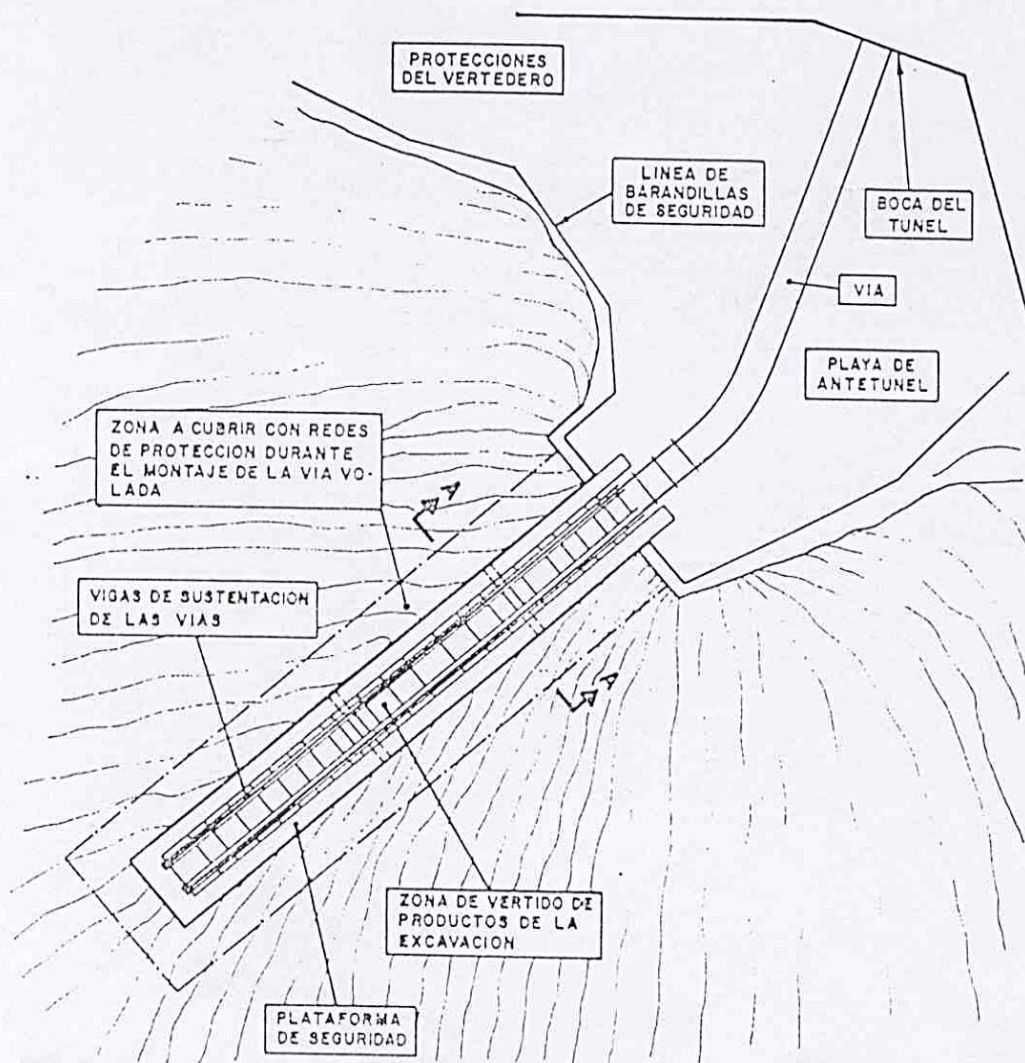 PROTECCIONES
DEL VERTEDERO
LINEA DE
BARANDILLAS
DE SEGURIDAD
BOCA DEL
TUNEL
VIA
PLAYA DE
ANTETUNEL
ZONA A CUBRIR CON REDES
DE PROTECCION DURANTE
EL MONTAJE DE LA VIA VO-
LADA
A
VIGAS DE SUSTENTACION
DE LAS VIAS
A
ZONA DE VERTIDO DE
PRODUCTOS DE LA
EXCAVACION
PLATAFORMA
DE SEGURIDAD